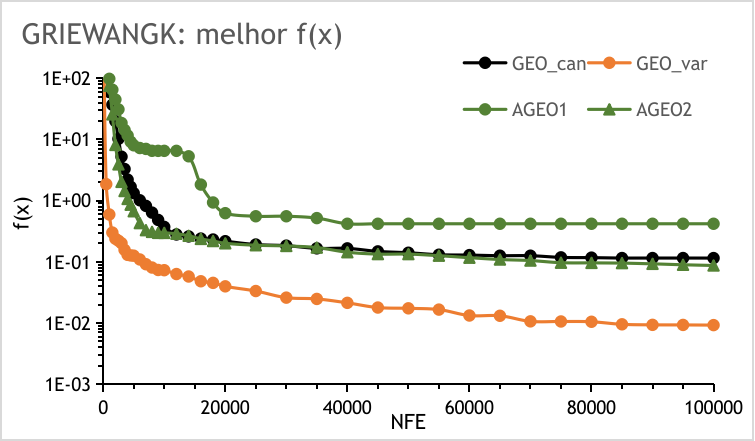 GRIEWANGK: melhor f(x)
GEO_can GEO_var
AGEO1 AGEO2
f(x)
1E+02
1E+01
1E+00
1E-01
1E-02
1E-03
0 20000 40000 60000 80000 100000
NFE